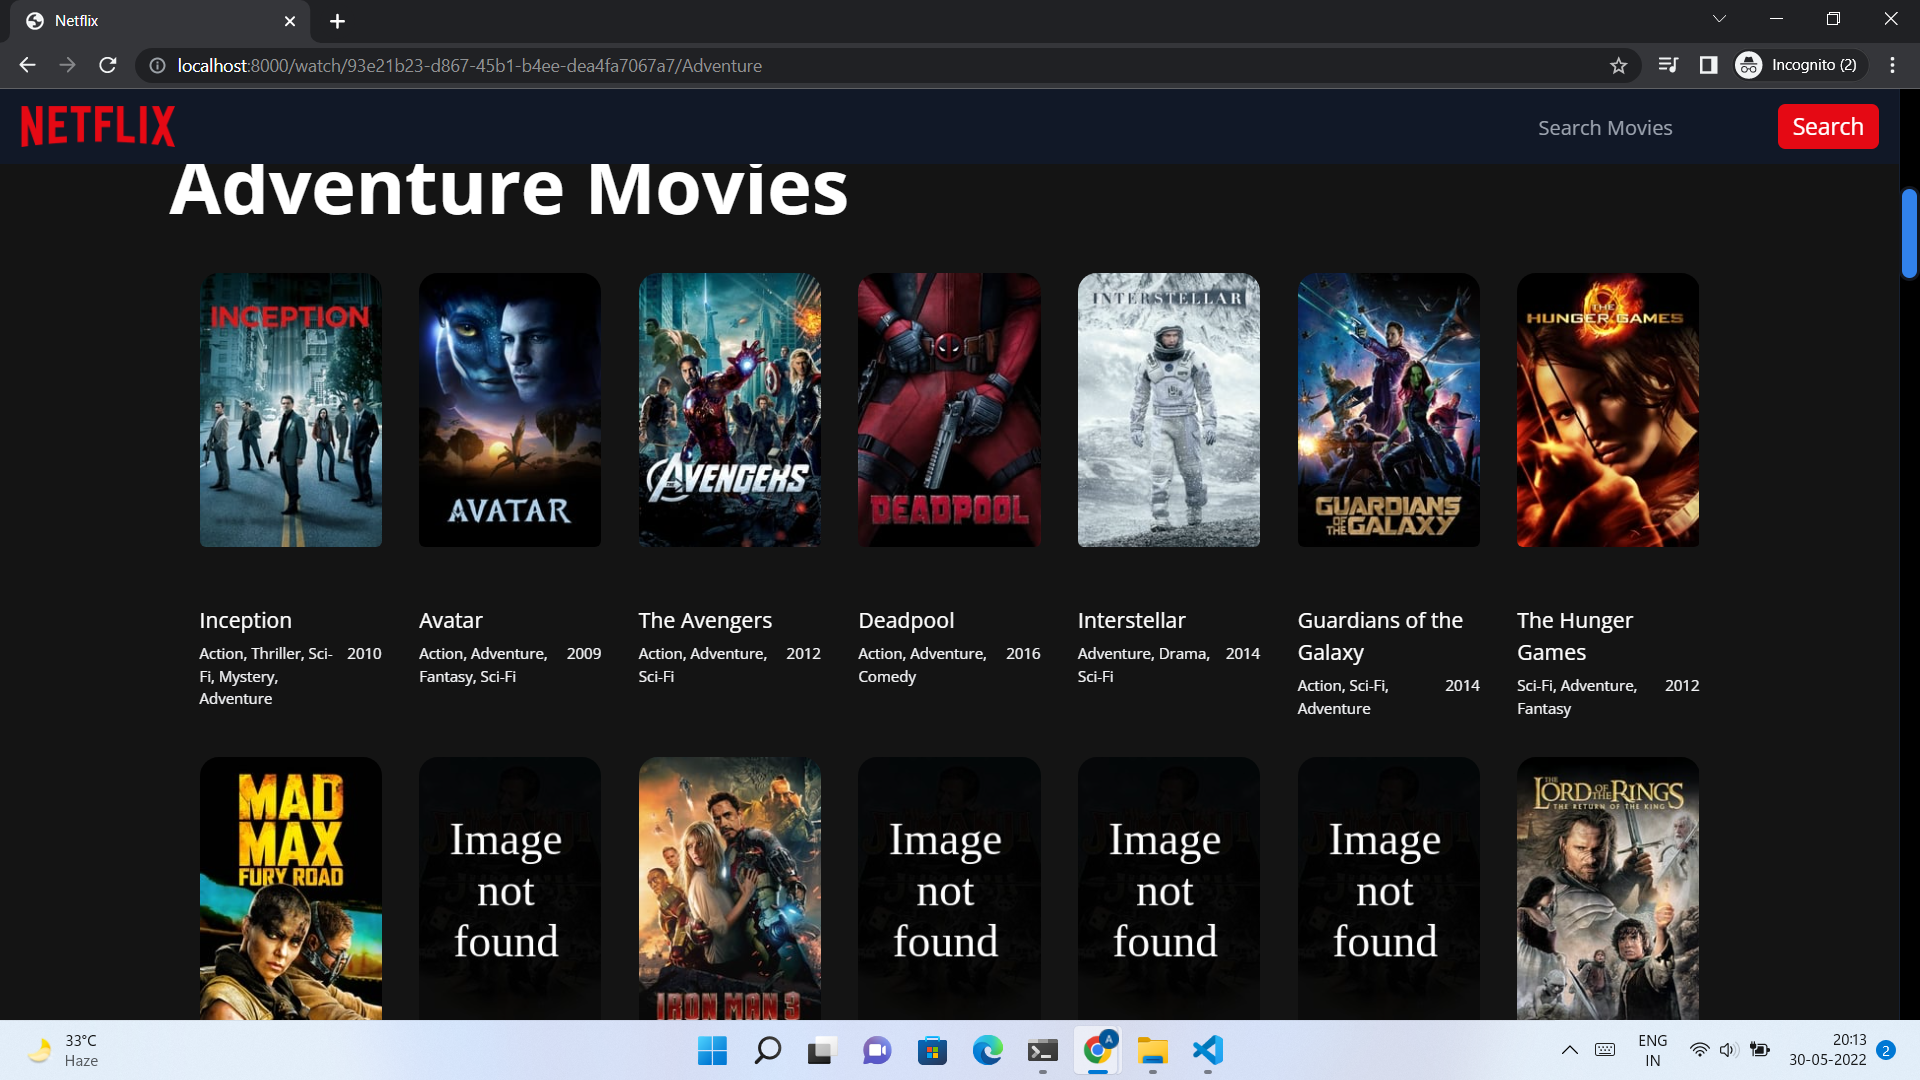 Netflix
localhost:8000/watch/93e21b23-d867-45b1-b4ee-dea4fa7067a7/Adventure
Incognito (2)
NETFLIX
Search Movies
Search
Adventure Movies
INCEPTION
AVATAR
THE AVENGERS
DEADPOOL
INTERSTELLAR
GUARDIANS
OF THE GALAXY
THE
HUNGER GAMES
Inception
Action, Thriller, Sci-
Fi, Mystery,
Adventure
2010
Avatar
Action, Adventure,
Fantasy, Sci-Fi
2009
The Avengers
Action, Adventure,
Sci-Fi
2012
Deadpool
Action, Adventure,
Comedy
2016
Interstellar
Adventure, Drama,
Sci-Fi
2014
Guardians of the
Galaxy
Action, Sci-Fi,
Adventure
2014
The Hunger
Games
Sci-Fi, Adventure,
Fantasy
2012
MAD
MAX
FURY ROAD
Image
not
found
IRON MAN 3
Image
not
found
Image
not
found
Image
not
found
THE
LORD OF THE RINGS
THE RETURN OF THE KING
33°C
Haze
A
ENG
IN
20:13
30-05-2022
2